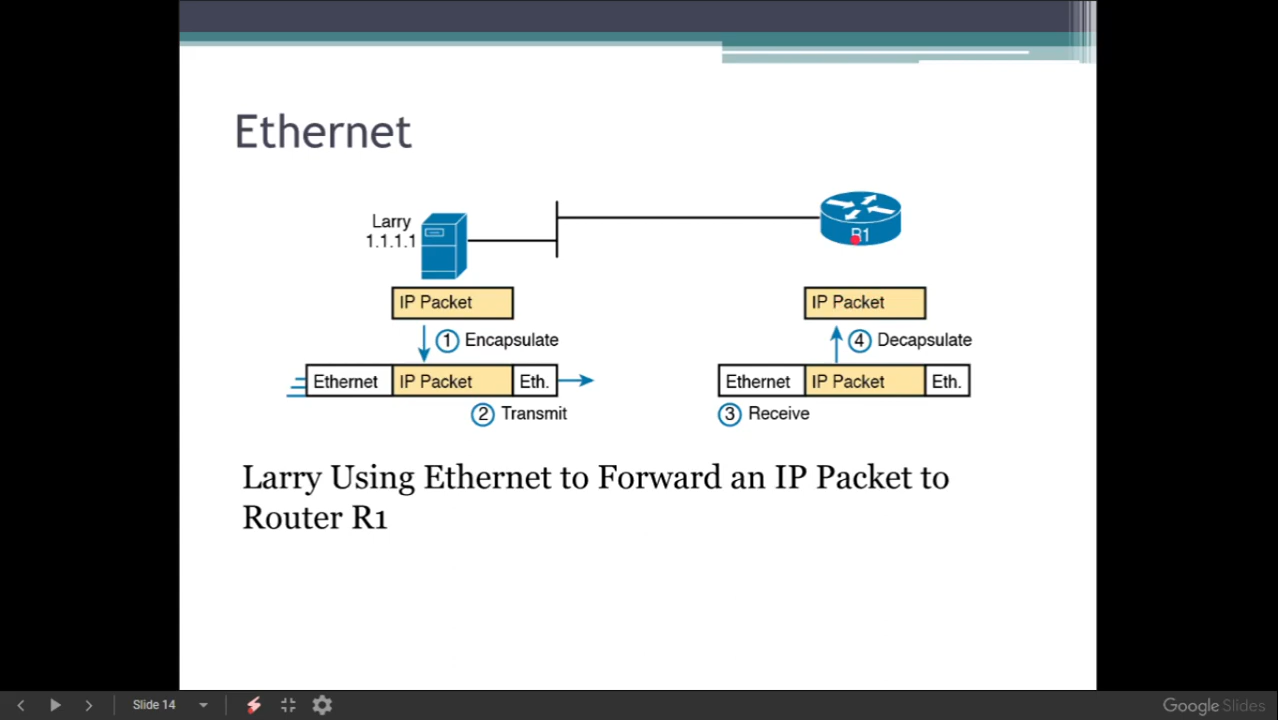 Ethernet
Larry
1.1.1.1
R1
IP Packet
IP Packet
1 Encapsulate
4 Decapsulate
Ethernet IP Packet Eth.
Ethernet IP Packet Eth.
2 Transmit
3 Receive
Larry Using Ethernet to Forward an IP Packet to
Router R1
Slide 14
Google Slides